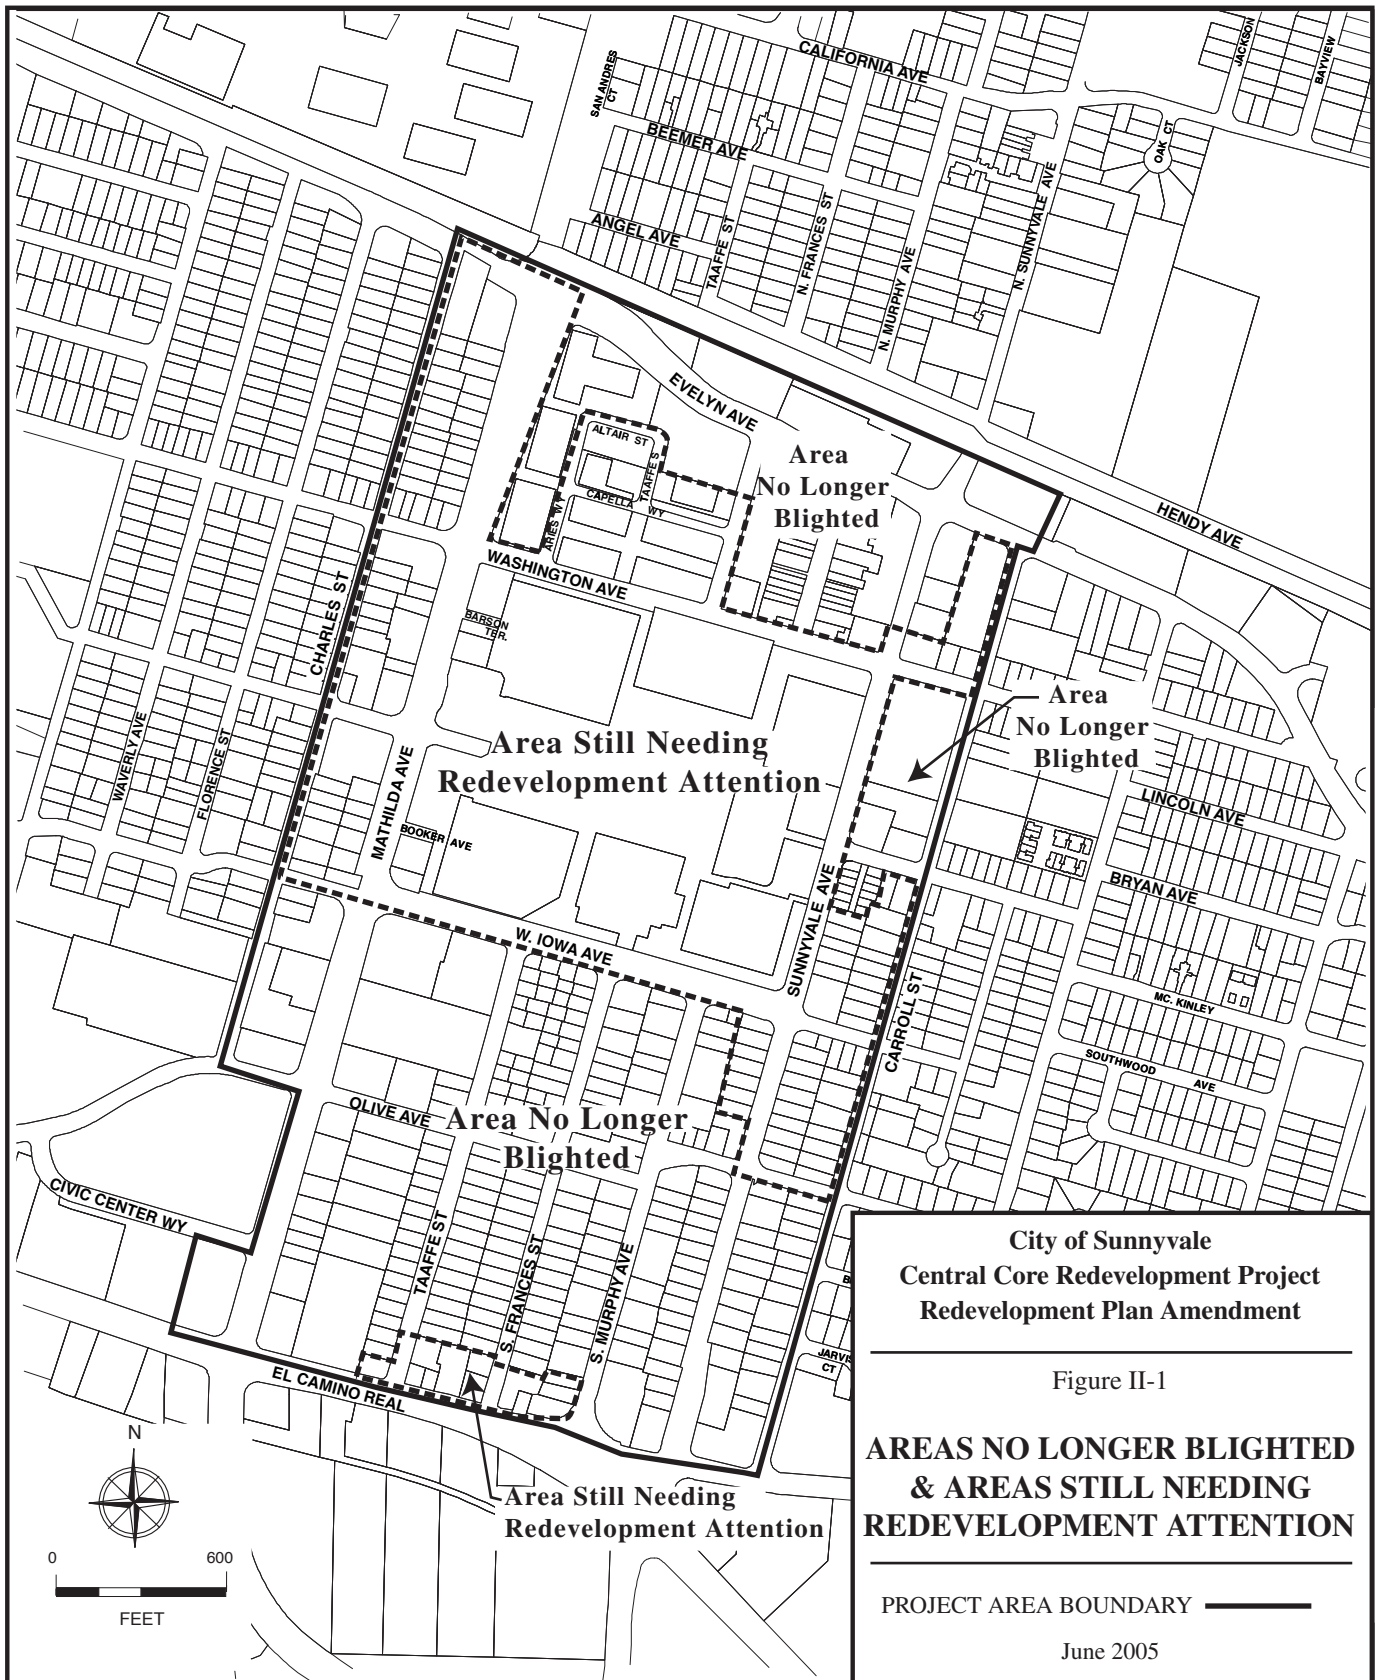 CALIFORNIA AVE
JACKSON
BAYVIEW
SAN ANDRES
CT
BEEMER AVE
OAK CT
ANGEL AVE
TAAFFE ST
N. FRANCES ST
N. MURPHY AVE
N. SUNNYVALE AVE
EVELYN AVE
ALTAIR ST
TAAFFE S
CAPELLA WY
ARIES WY
Area
No Longer
Blighted
HENDY AVE
WASHINGTON AVE
BARSON
TER.
CHARLES ST
WAVERLY AVE
FLORENCE ST
MATHILDA AVE
Area Still Needing
Redevelopment Attention
Area
No Longer
Blighted
LINCOLN AVE
BOOKER AVE
BRYAN AVE
W. IOWA AVE
SUNNYVALE AVE
CARROLL ST
MC. KINLEY
SOUTHWOOD AVE
OLIVE AVE
Area No Longer
Blighted
CIVIC CENTER WY
TAAFFE ST
S. FRANCES ST
S. MURPHY AVE
B
JARVIS
CT
EL CAMINO REAL
Area Still Needing
Redevelopment Attention
N
0 600
FEET
City of Sunnyvale
Central Core Redevelopment Project
Redevelopment Plan Amendment
Figure II-1
AREAS NO LONGER BLIGHTED
& AREAS STILL NEEDING
REDEVELOPMENT ATTENTION
PROJECT AREA BOUNDARY
June 2005